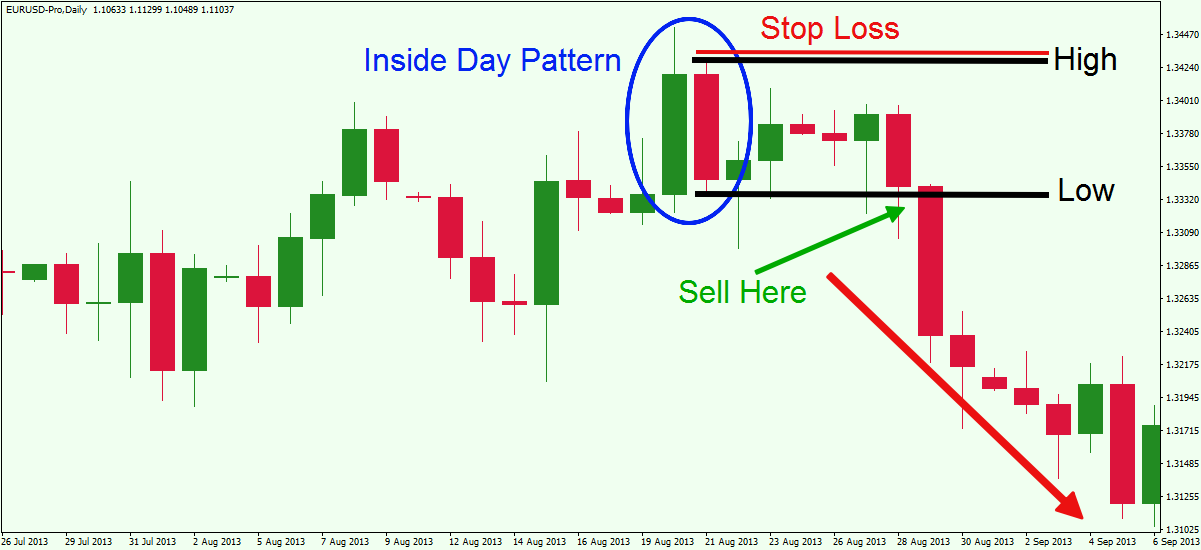 EURUSD-Pro,Daily 1.10633 1.11299 1.10489 1.11037
Stop Loss
Inside Day Pattern
High
Low
Sell Here
1.34470
1.34240
1.34010
1.33780
1.33550
1.33320
1.33090
1.32865
1.32635
1.32405
1.32175
1.31945
1.31715
1.31485
1.31255
1.31025
26 Jul 2013 29 Jul 2013 31 Jul 2013 2 Aug 2013 5 Aug 2013 7 Aug 2013 9 Aug 2013 12 Aug 2013 14 Aug 2013 16 Aug 2013 19 Aug 2013 21 Aug 2013 23 Aug 2013 26 Aug 2013 28 Aug 2013 30 Aug 2013 2 Sep 2013 4 Sep 2013 6 Sep 2013